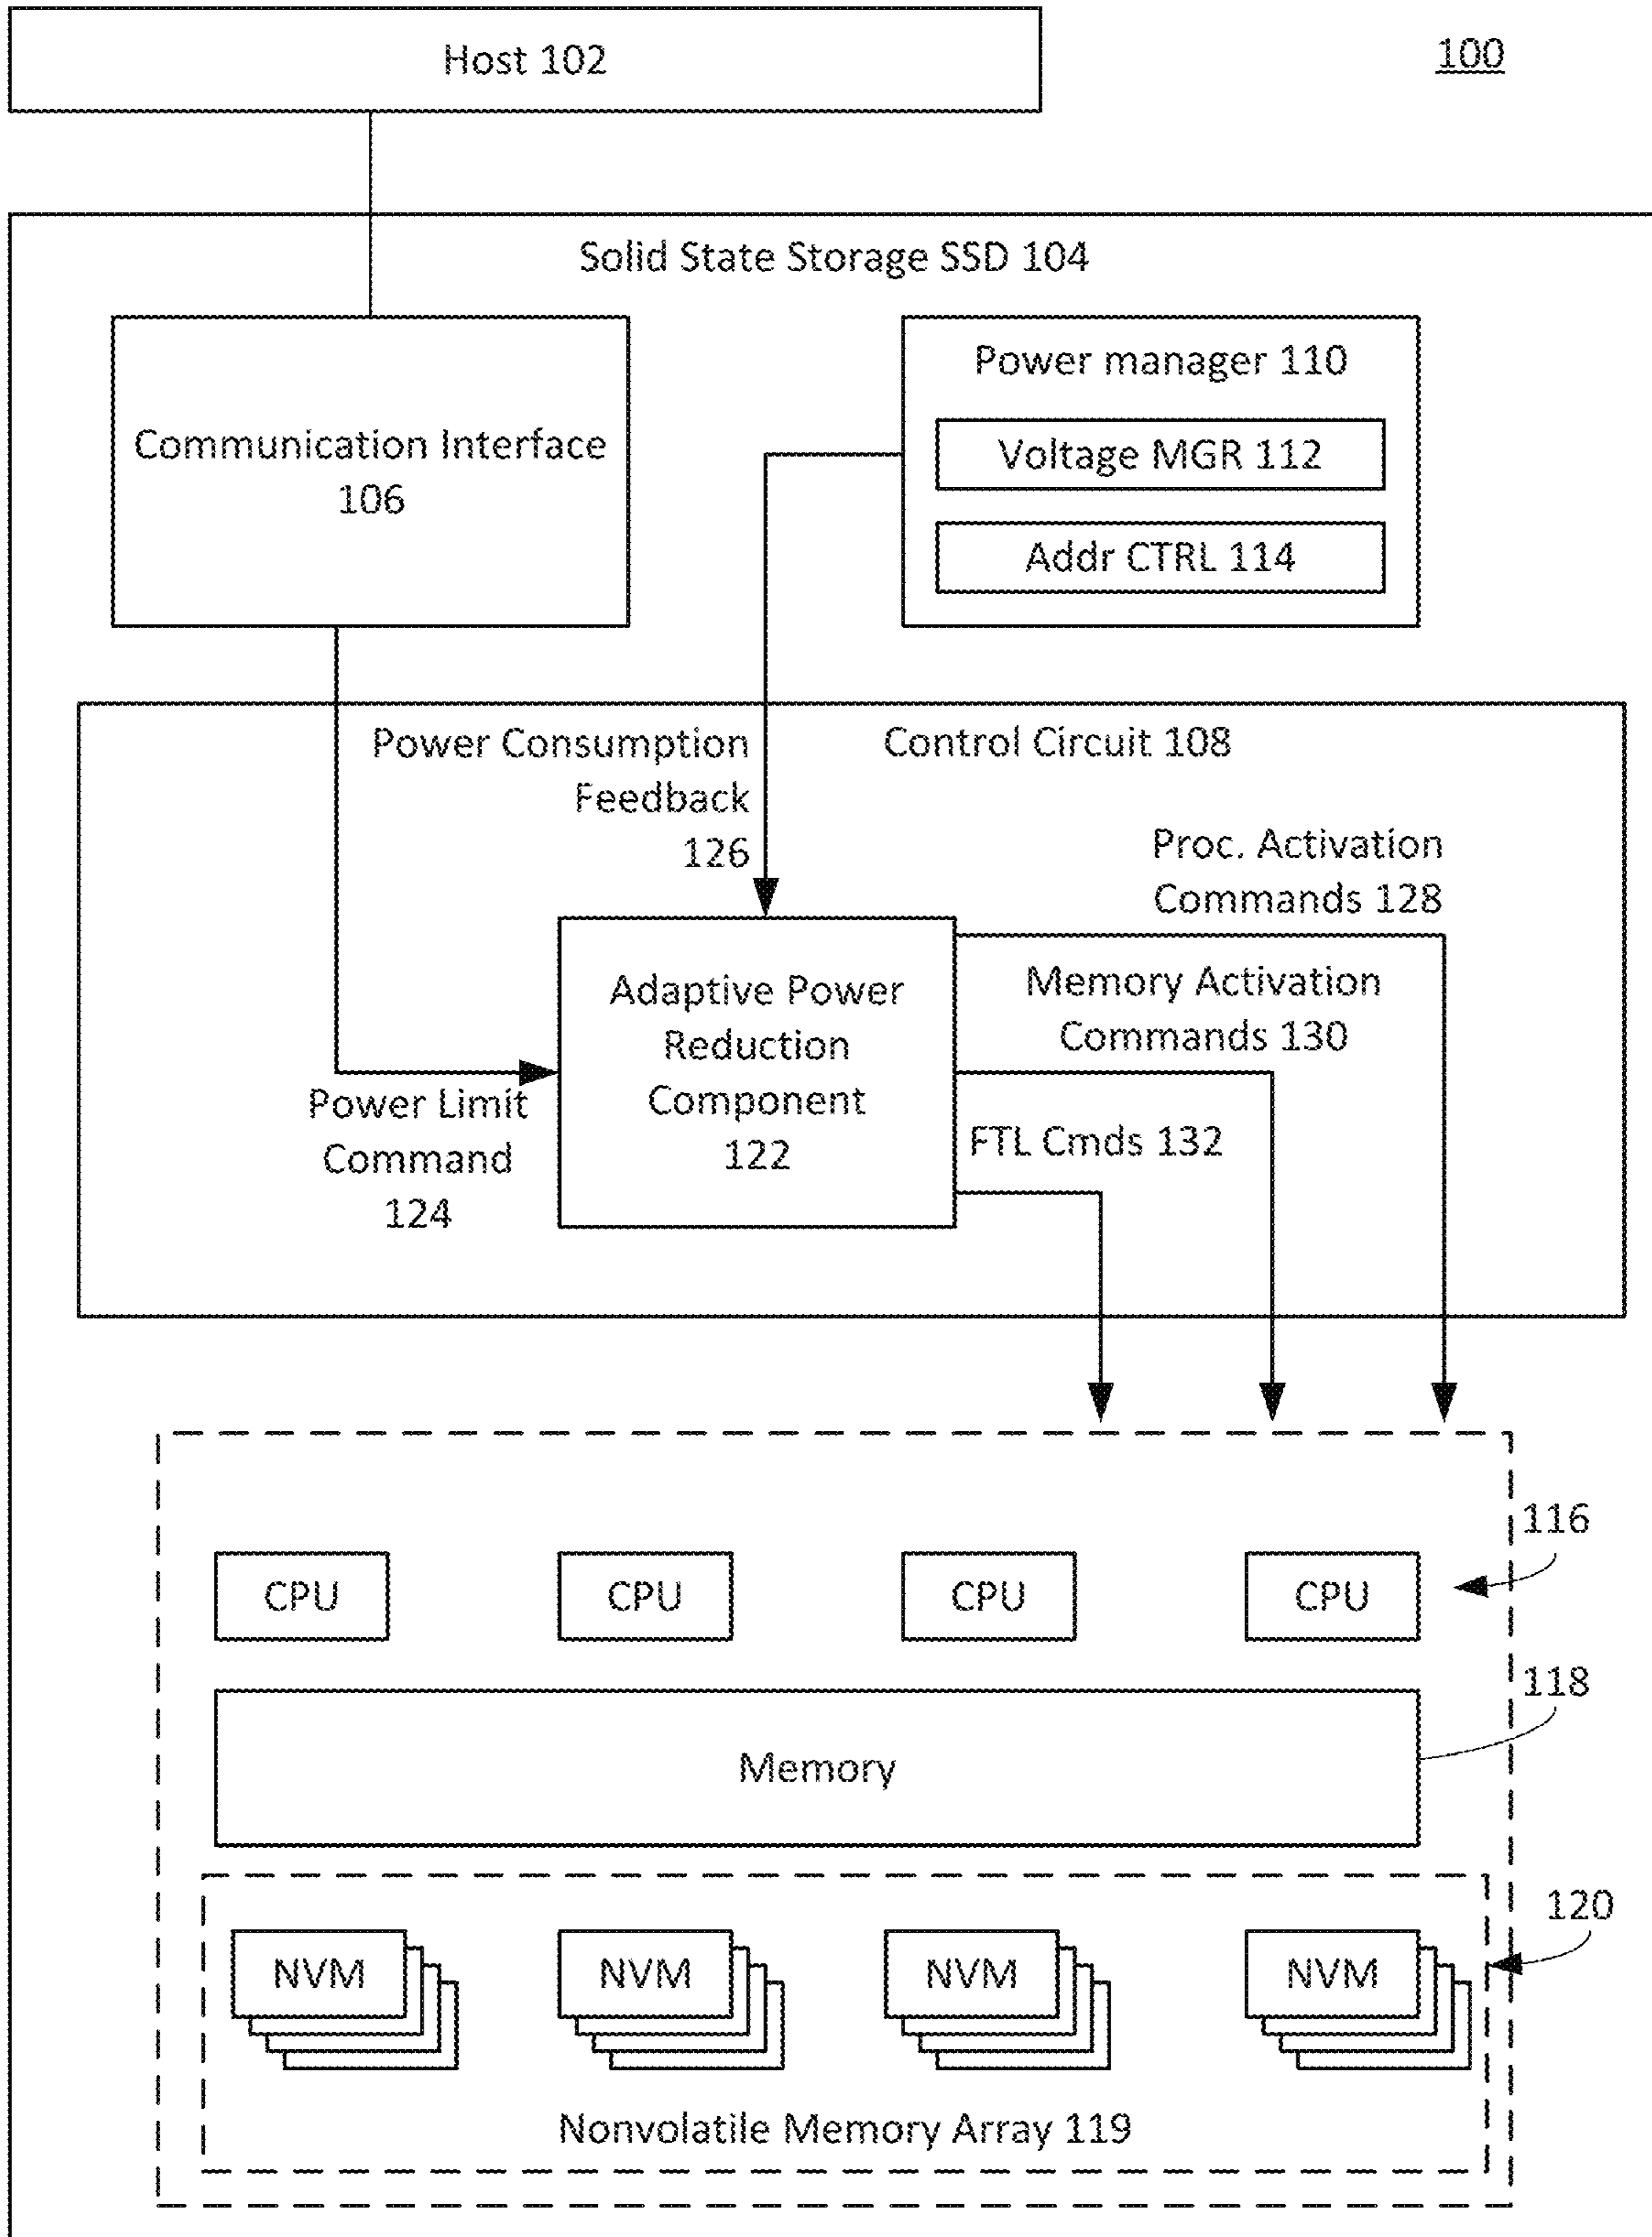 Host 102
100
Solid State Storage SSD 104
Communication Interface
106
Power manager 110
Voltage MGR 112
Addr CTRL 114
Power Consumption
Feedback
126
Control Circuit 108
Proc. Activation
Commands 128
Memory Activation
Commands 130
Adaptive Power
Reduction
Component
122
Power Limit
Command
124
FTL Cmds 132
116
CPU
CPU
CPU
CPU
118
Memory
120
NVM
NVM
NVM
NVM
Nonvolatile Memory Array 119